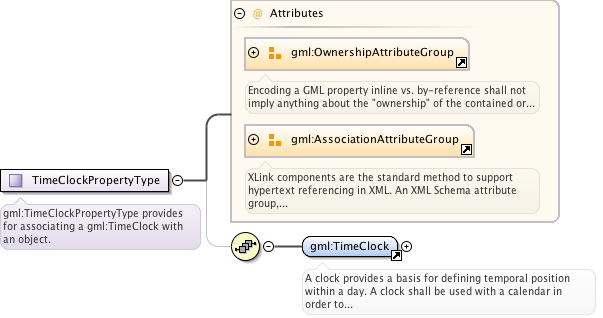 @ Attributes
gml:OwnershipAttributeGroup
Encoding a GML property inline vs. by-reference shall not
imply anything about the "ownership" of the contained or...
gml:AssociationAttributeGroup
XLink components are the standard method to support
hypertext referencing in XML. An XML Schema attribute
group,...
TimeClockPropertyType
gml:TimeClockPropertyType provides
for associating a gml:TimeClock with
an object.
gml:TimeClock
A clock provides a basis for defining temporal position
within a day. A clock shall be used with a calendar in
order to...